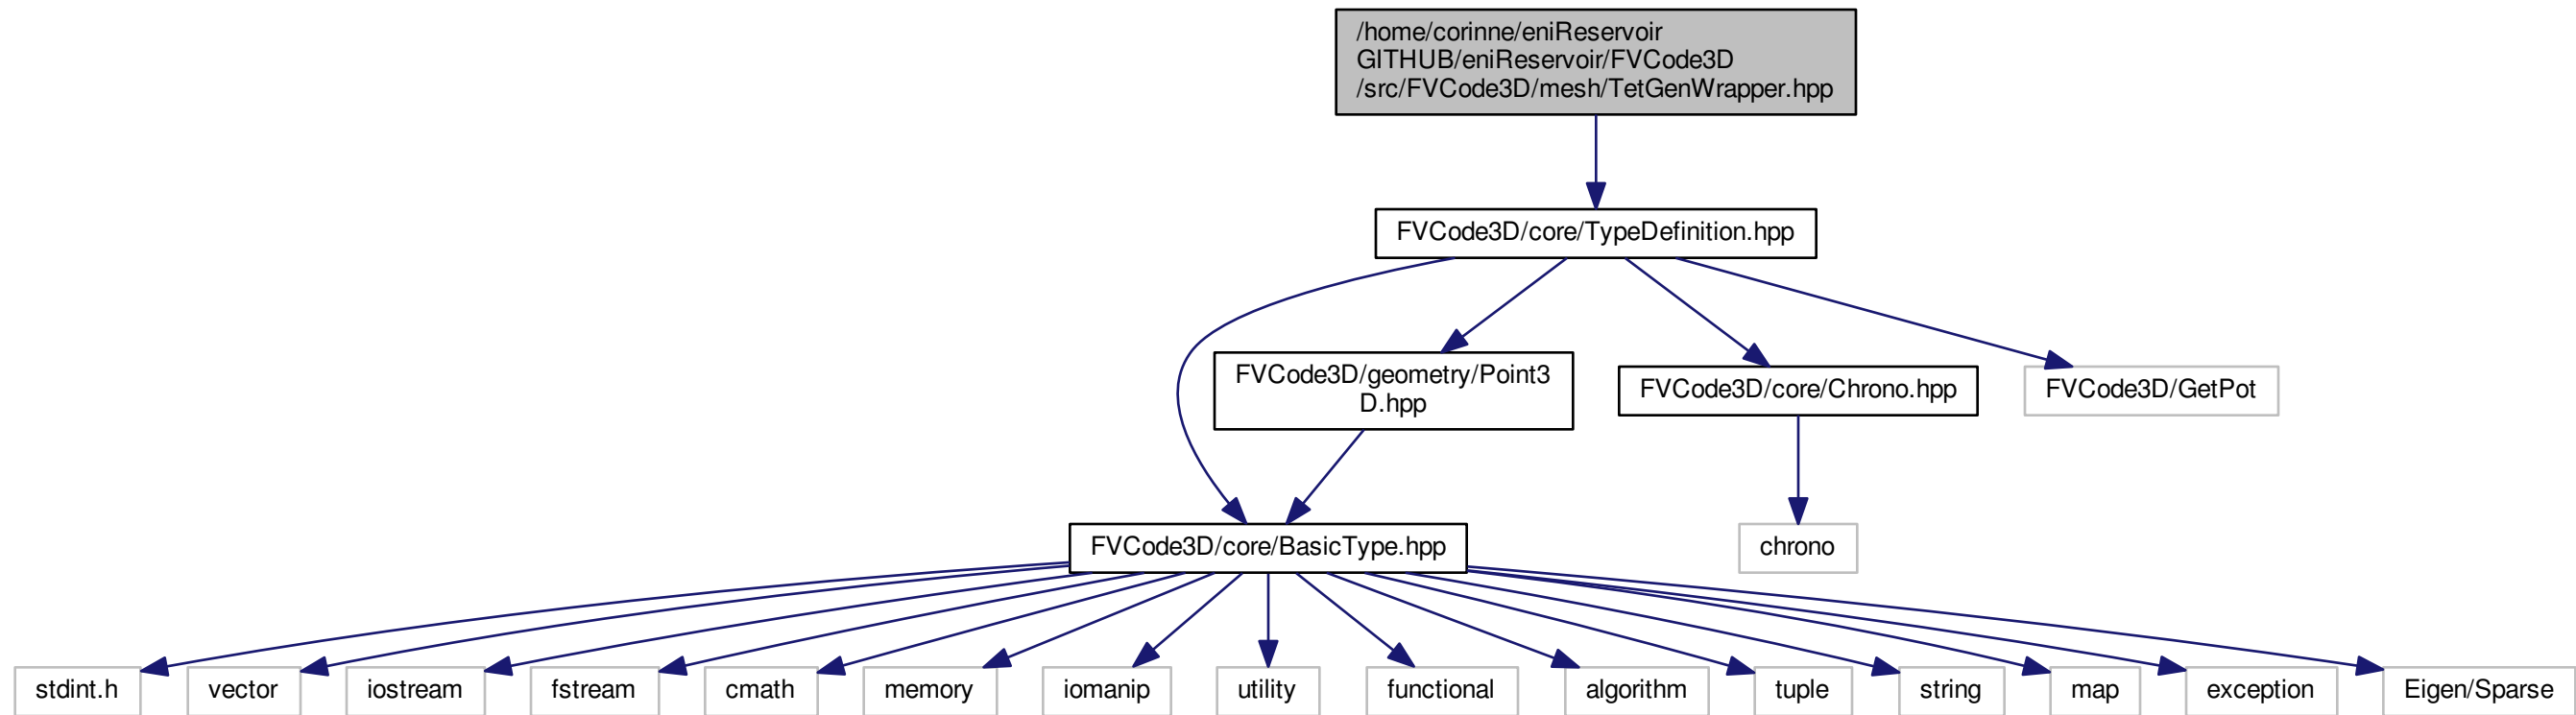 /home/corinne/eniReservoir
GITHUB/eniReservoir/FVCode3D
/src/FVCode3D/mesh/TetGenWrapper.hpp
FVCode3D/core/TypeDefinition.hpp
FVCode3D/geometry/Point3
D.hpp
FVCode3D/core/Chrono.hpp
FVCode3D/GetPot
FVCode3D/core/BasicType.hpp
chrono
stdint.h
vector
iostream
fstream
cmath
memory
iomanip
utility
functional
algorithm
tuple
string
map
exception
Eigen/Sparse